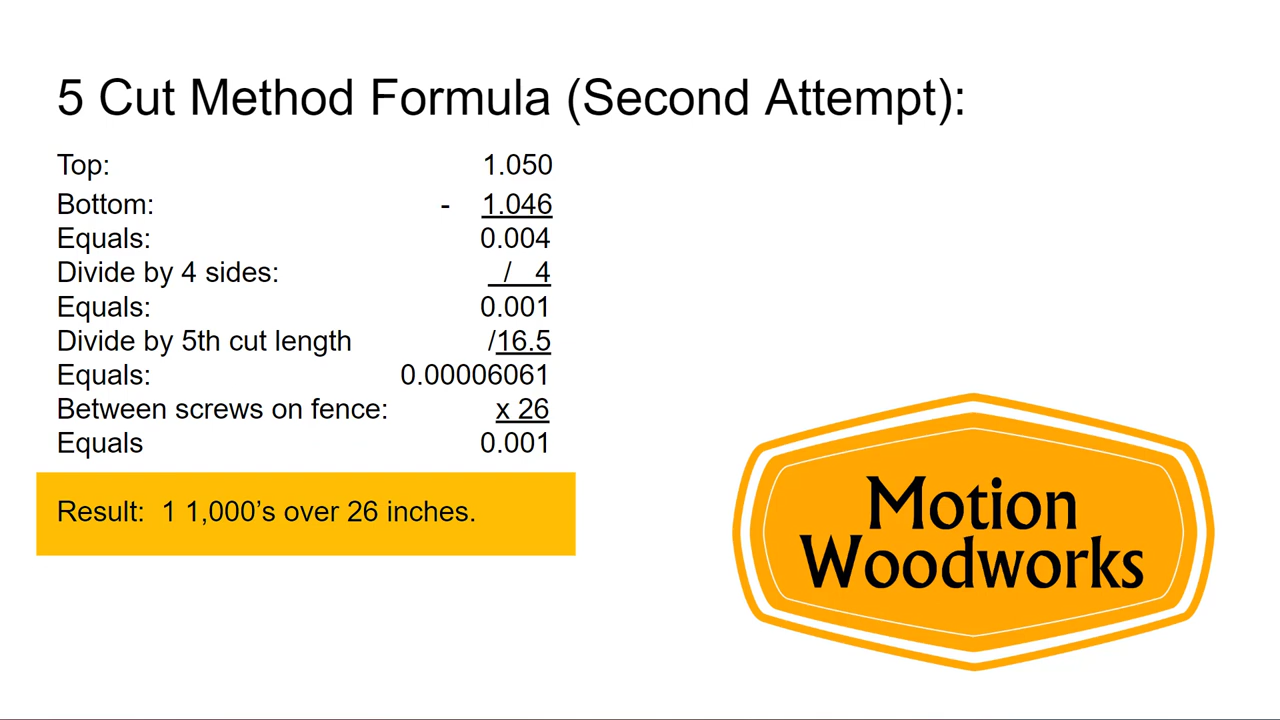 5 Cut Method Formula (Second Attempt):
Top: 1.050
Bottom: - 1.046
Equals: 0.004
Divide by 4 sides: / 4
Equals: 0.001
Divide by 5th cut length /16.5
Equals: 0.00006061
Between screws on fence: x 26
Equals 0.001
Result: 1 1,000’s over 26 inches.
Motion
Woodworks